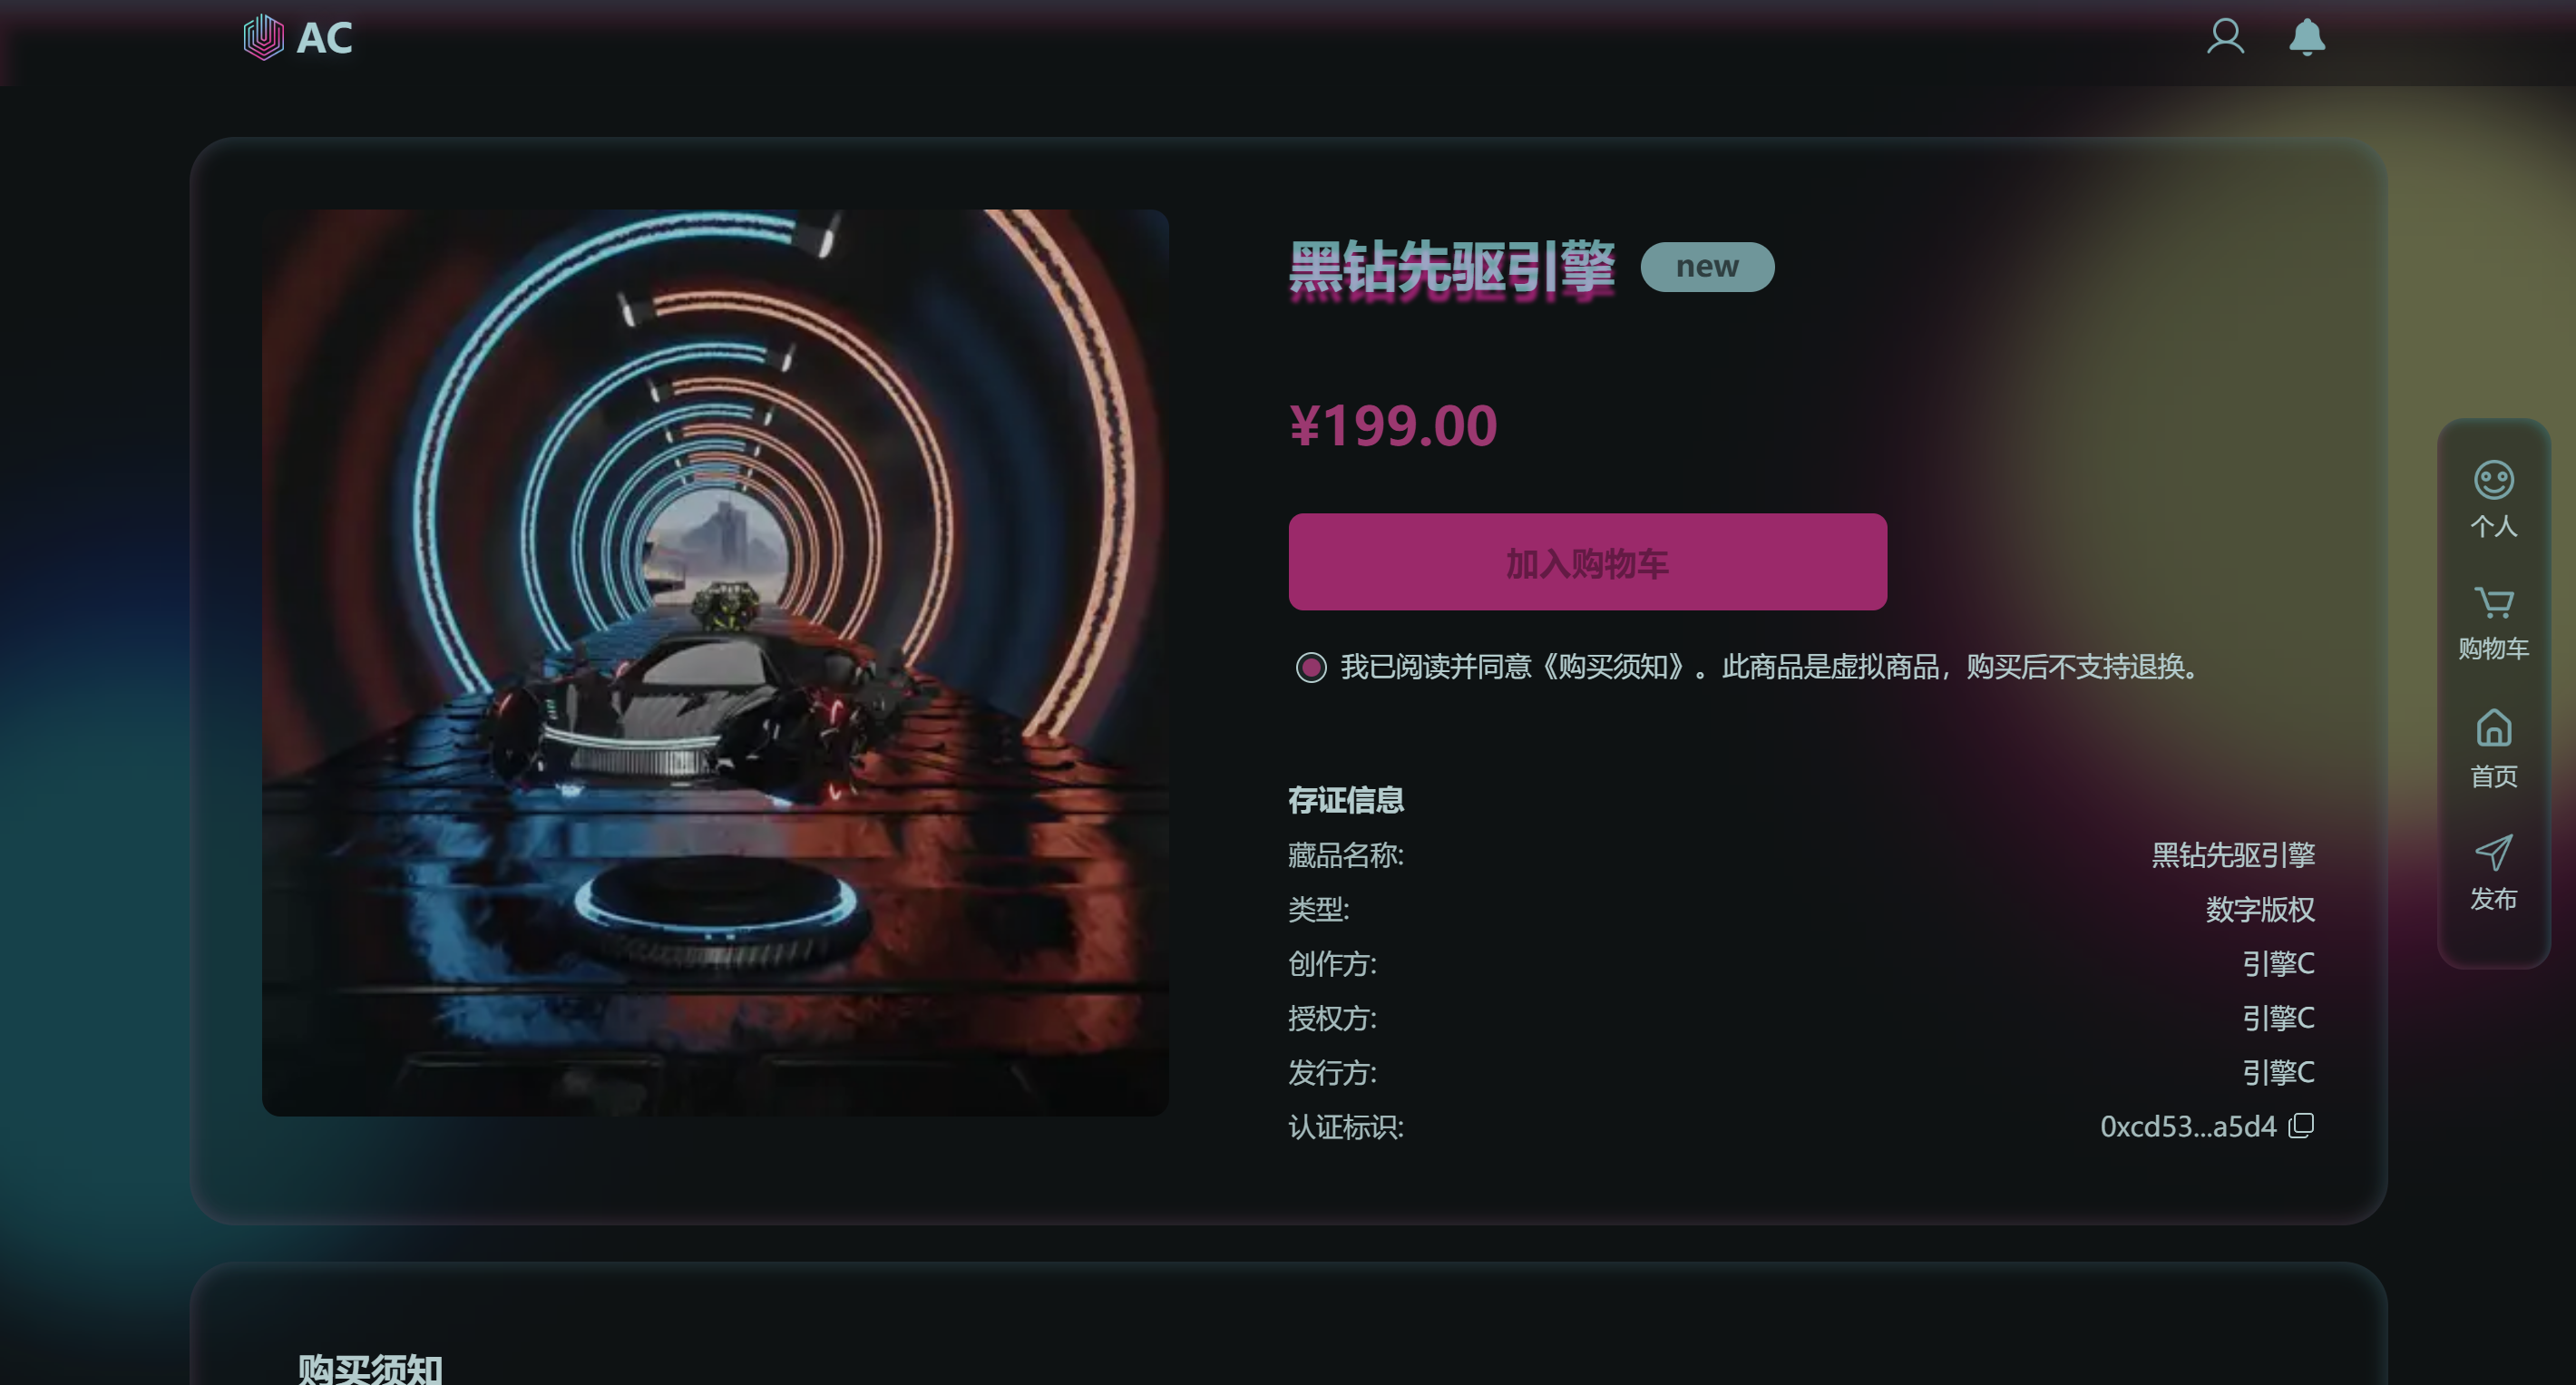 AC
黑钻先驱引擎 new
¥199.00
加入购物车
我已阅读并同意《购买须知》。此商品是虚拟商品，购买后不支持退换。
存证信息
藏品名称: 黑钻先驱引擎
类型: 数字版权
创作方: 引擎C
授权方: 引擎C
发行方: 引擎C
认证标识: 0xcd53...a5d4
个人
购物车
首页
发布
购买须知